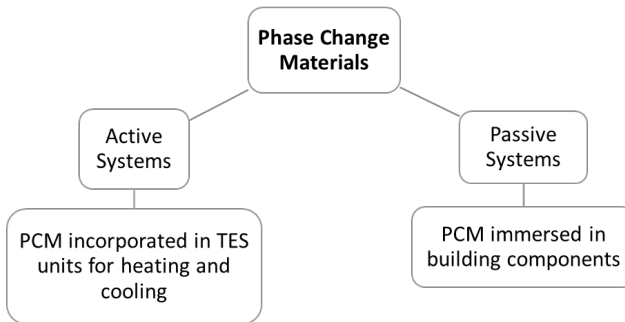 Phase Change
Materials
Active
Systems
Passive
Systems
PCM incorporated in TES
units for heating and
cooling
PCM immersed in
building components